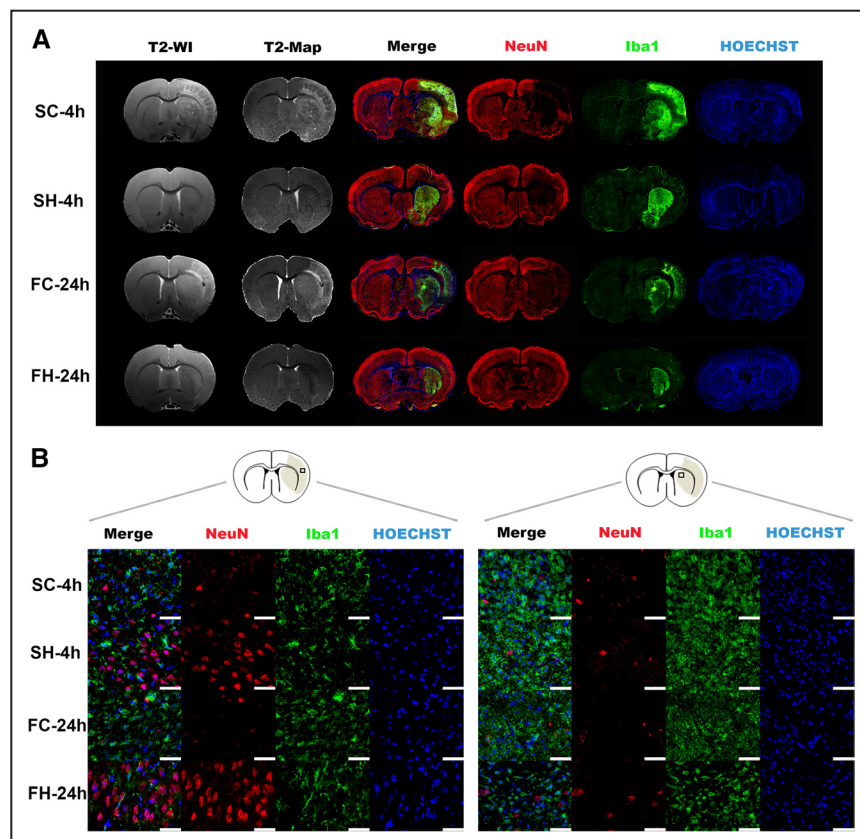 A
T2-WI T2-Map Merge NeuN Iba1 HOECHST
SC-4h
SH-4h
FC-24h
FH-24h
B
Merge NeuN Iba1 HOECHST
Merge NeuN Iba1 HOECHST
SC-4h
SH-4h
FC-24h
FH-24h